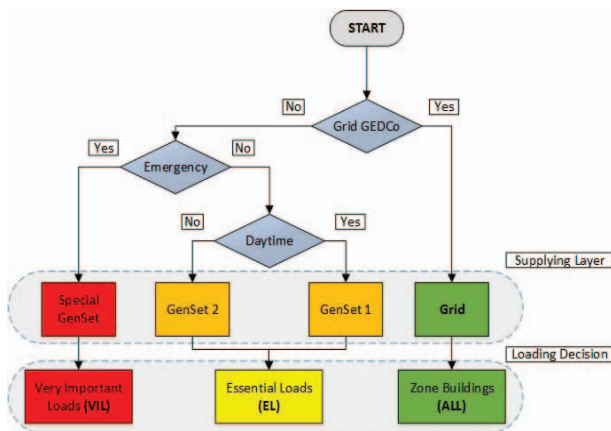 START
No
Yes
Grid GEDCo
Yes
Emergency
No
No
Yes
Daytime
Supplying Layer
Special
GenSet
GenSet 2
GenSet 1
Grid
Loading Decision
Very Important
Loads (VIL)
Essential Loads
(EL)
Zone Buildings
(ALL)